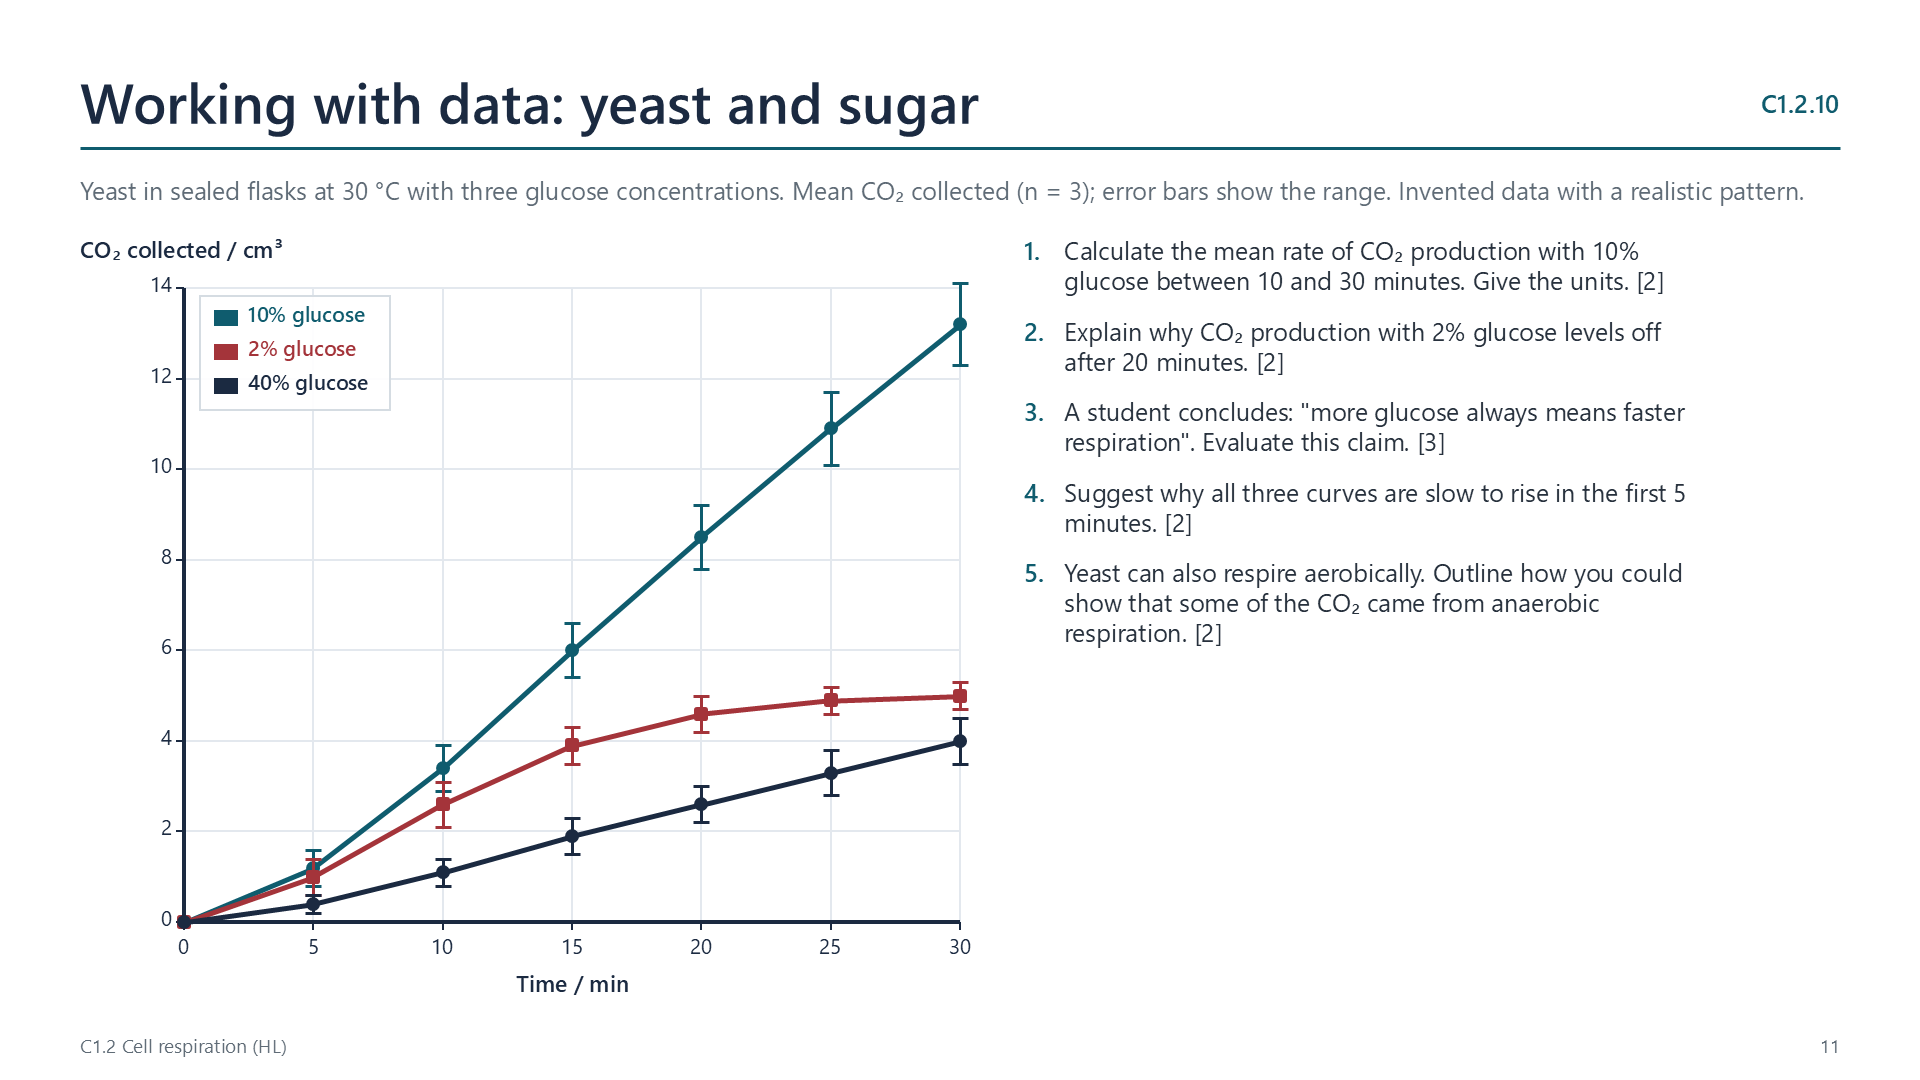 Working with data: yeast and sugar
C1.2.10
Yeast in sealed flasks at 30 °C with three glucose concentrations. Mean CO₂ collected (n = 3); error bars show the range. Invented data with a realistic pattern.
CO₂ collected / cm³
14
12
10
8
6
4
2
0
10% glucose
2% glucose
40% glucose
0 5 10 15 20 25 30
Time / min
1. Calculate the mean rate of CO₂ production with 10%
glucose between 10 and 30 minutes. Give the units. [2]
2. Explain why CO₂ production with 2% glucose levels off
after 20 minutes. [2]
3. A student concludes: "more glucose always means faster
respiration". Evaluate this claim. [3]
4. Suggest why all three curves are slow to rise in the first 5
minutes. [2]
5. Yeast can also respire aerobically. Outline how you could
show that some of the CO₂ came from anaerobic
respiration. [2]
C1.2 Cell respiration (HL)
11